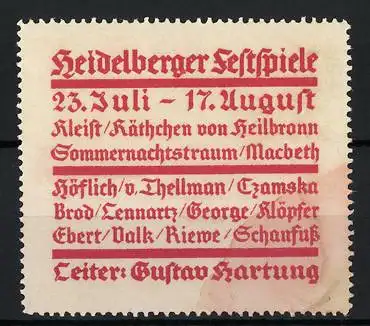 Heidelberger Festspiele
23. Juli – 17. August
Kleist/Käthchen von Heilbronn
Sommernachtstraum/Macbeth
Höflich/v. Thellman/Czamska
Brod/Lennartz/George/Klöpfer
Ebert/Valk/Riewe/Schanfuß
Leiter: Gustav Hartung